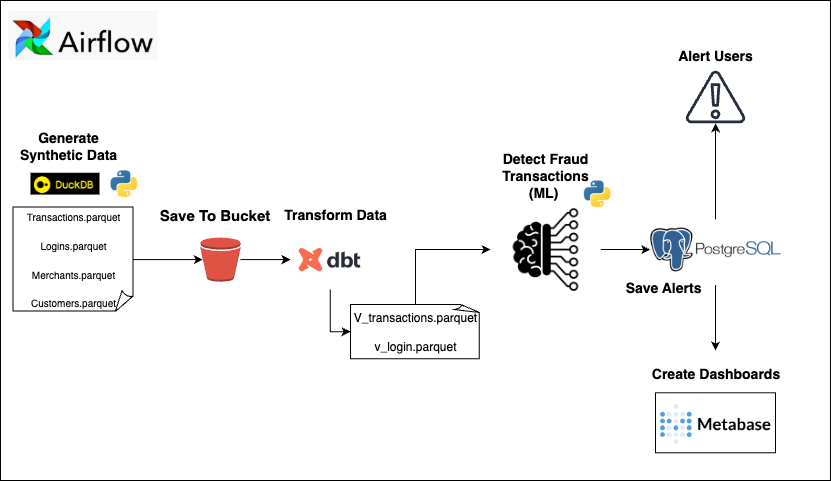 Airflow
Alert Users
Generate
Synthetic Data
DuckDB
Transactions.parquet
Logins.parquet
Merchants.parquet
Customers.parquet
Save To Bucket
Transform Data
dbt
V_transactions.parquet
v_login.parquet
Detect Fraud
Transactions
(ML)
PostgreSQL
Save Alerts
Create Dashboards
Metabase